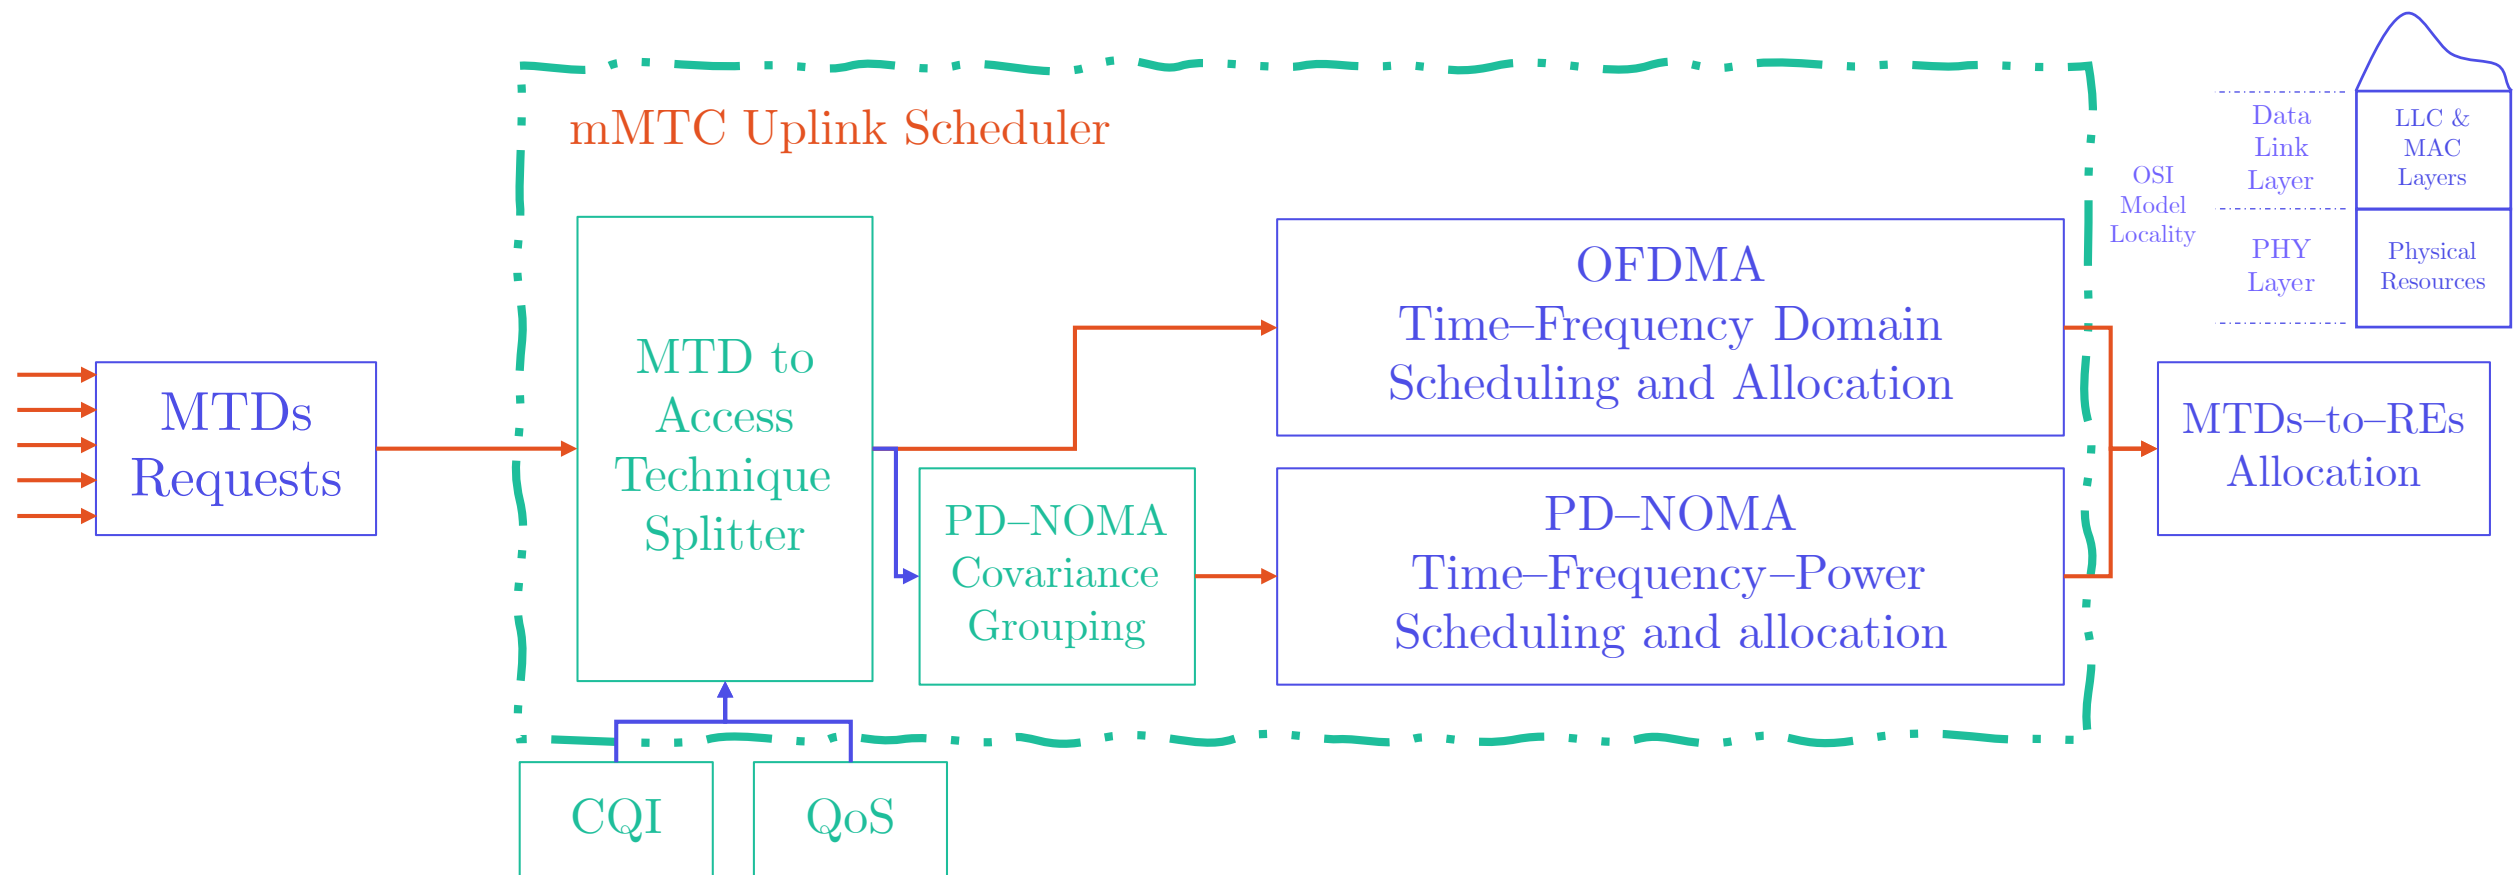 mMTC Uplink Scheduler
MTDs
Requests
MTD to
Access
Technique
Splitter
OFDMA
Time–Frequency Domain
Scheduling and Allocation
PD–NOMA
Covariance
Grouping
PD–NOMA
Time–Frequency–Power
Scheduling and allocation
MTDs–to–REs
Allocation
OSI
Model
Locality
Data
Link
Layer
PHY
Layer
LLC &
MAC
Layers
Physical
Resources
CQI
QoS